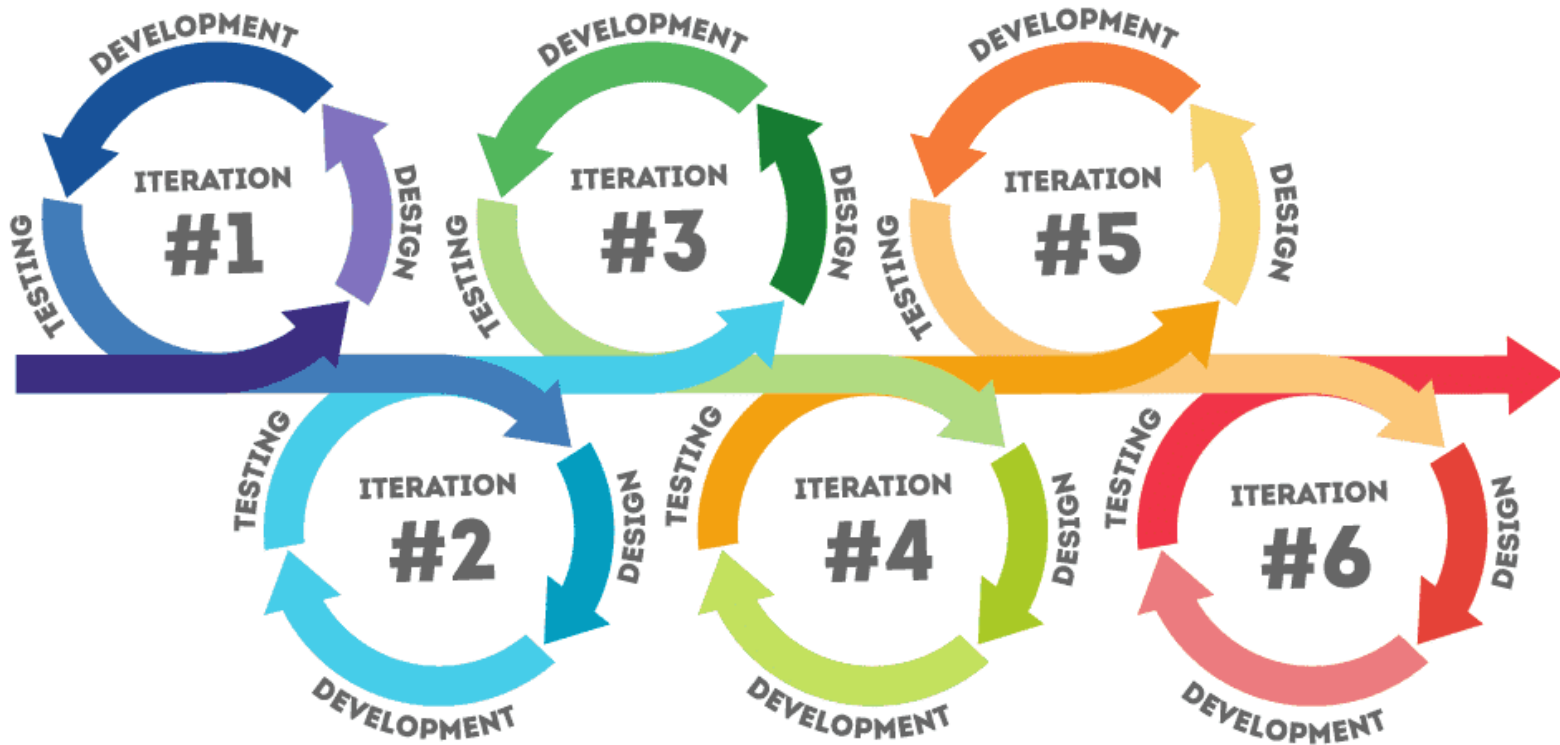 DEVELOPMENT
ITERATION
#1
DESIGN
TESTING
DEVELOPMENT
ITERATION
#3
DESIGN
TESTING
DEVELOPMENT
ITERATION
#5
DESIGN
TESTING
TESTING
ITERATION
#2
DESIGN
DEVELOPMENT
TESTING
ITERATION
#4
DESIGN
DEVELOPMENT
TESTING
ITERATION
#6
DESIGN
DEVELOPMENT